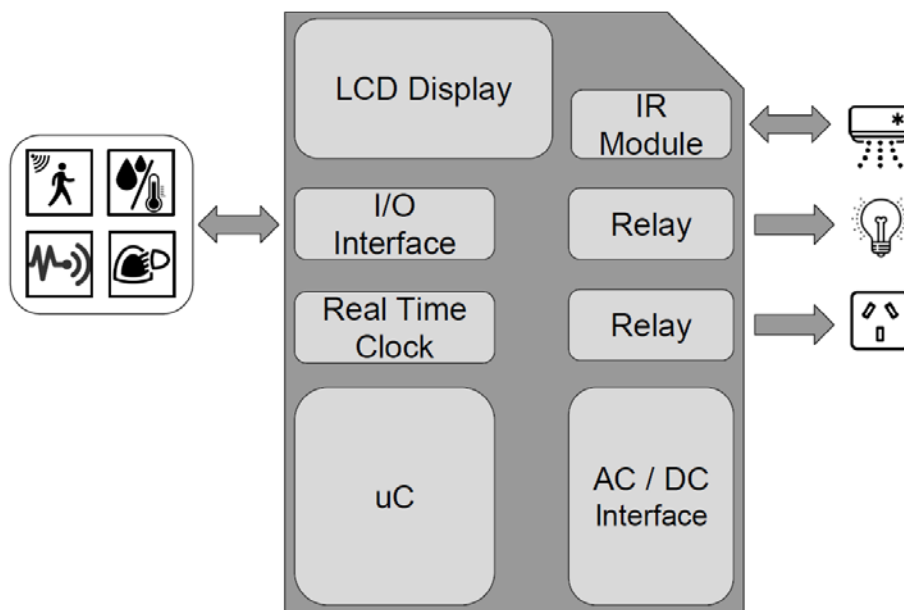 LCD Display
IR
Module
I/O
Interface
Relay
Real Time
Clock
Relay
uC
AC / DC
Interface